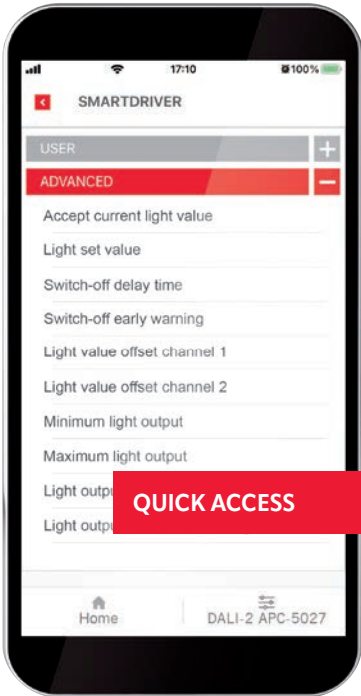 17:10
100%
SMARTDRIVER
USER
ADVANCED
Accept current light value
Light set value
Switch-off delay time
Switch-off early warning
Light value offset channel 1
Light value offset channel 2
Minimum light output
Maximum light output
Light
Light
QUICK ACCESS
Home
DALI-2 APC-5027